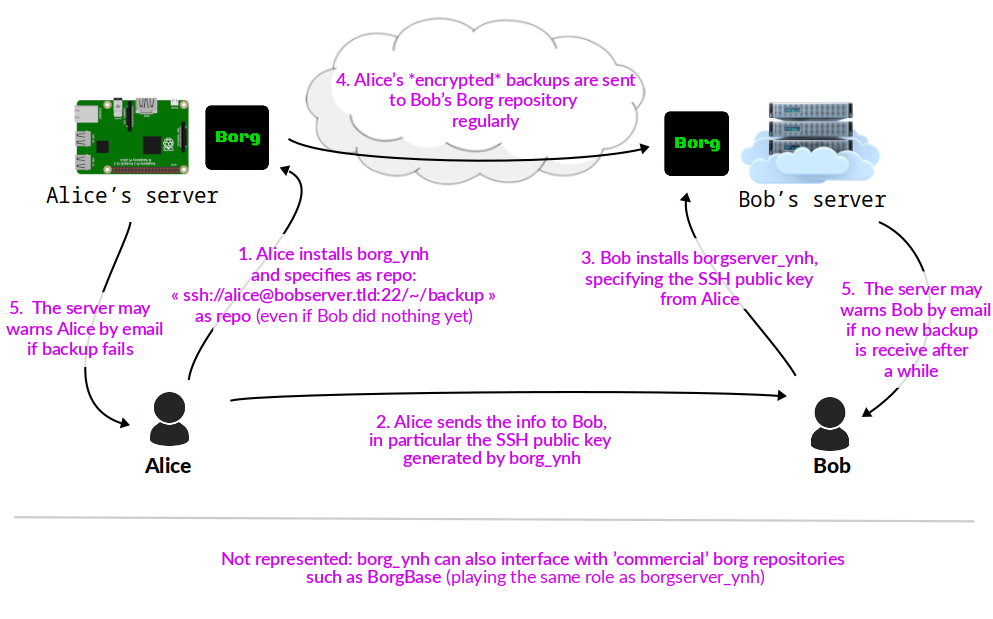 4. Alice's *encrypted* backups are sent
to Bob's Borg repository
regularly
Borg
Borg
Alice's server
Bob's server
1. Alice installs borg_ynh
and specifies as repo:
« ssh://alice@bobserver.tld:22/~/backup »
as repo (even if Bob did nothing yet)
3. Bob installs borgserver_ynh,
specifying the SSH public key
from Alice
5. The server may
warns Alice by email
if backup fails
5. The server may
warns Bob by email
if no new backup
is receive after
a while
2. Alice sends the info to Bob,
in particular the SSH public key
generated by borg_ynh
Alice
Bob
Not represented: borg_ynh can also interface with 'commercial' borg repositories
such as BorgBase (playing the same role as borgserver_ynh)